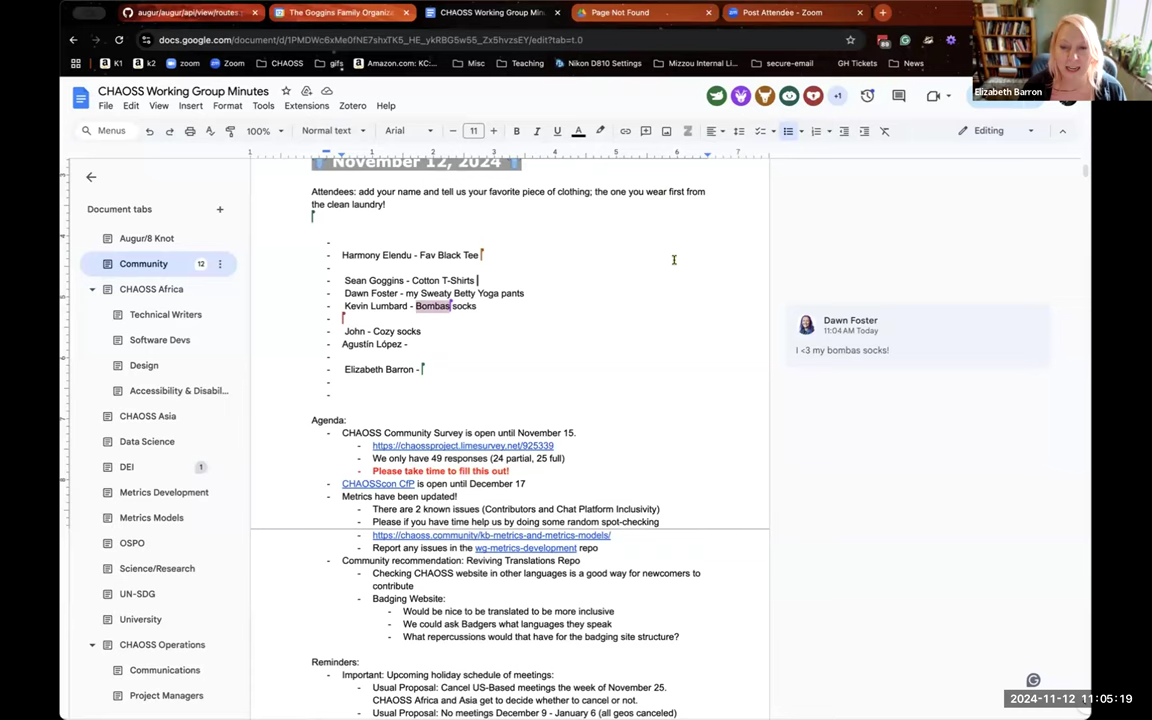 augur/augur/api/view/routes
The Goggins Family Organiza
CHAOSS Working Group Min
Page Not Found
Post Attendee - Zoom
docs.google.com/document/d/1PMDWc6xMe0fNE7shxTK5_HE_ykRBG5w55_Zx5hvzsEY/edit?tab=t.0
89
K1
k2
zoom
Zoom
CHAOSS
gifs
Amazon.com: KC:...
Misc
Teaching
Nikon D810 Settings
Mizzou Internal Li...
secure-email
GH Tickets
News
Elizabeth Barron
CHAOSS Working Group Minutes
File Edit View Insert Format Tools Extensions Zotero Help
+1
Menus
100%
Normal text
Arial
11
Editing
1 1 2 3 4 5 6 7
Document tabs
Augur/8 Knot
Community 12
CHAOSS Africa
Technical Writers
Software Devs
Design
Accessibility & Disabil...
CHAOSS Asia
Data Science
DEI 1
Metrics Development
Metrics Models
OSPO
Science/Research
UN-SDG
University
CHAOSS Operations
Communications
Project Managers
November 12, 2024
Attendees: add your name and tell us your favorite piece of clothing; the one you wear first from
the clean laundry!
-
- Harmony Elendu - Fav Black Tee
-
- Sean Goggins - Cotton T-Shirts
- Dawn Foster - my Sweaty Betty Yoga pants
- Kevin Lumbard - Bombas socks
-
- John - Cozy socks
- Agustín López -
-
- Elizabeth Barron -
-
-
Agenda:
- CHAOSS Community Survey is open until November 15.
- https://chaossproject.limesurvey.net/925339
- We only have 49 responses (24 partial, 25 full)
- Please take time to fill this out!
- CHAOSScon CfP is open until December 17
- Metrics have been updated!
- There are 2 known issues (Contributors and Chat Platform Inclusivity)
- Please if you have time help us by doing some random spot-checking
- https://chaoss.community/kb-metrics-and-metrics-models/
- Report any issues in the wg-metrics-development repo
- Community recommendation: Reviving Translations Repo
- Checking CHAOSS website in other languages is a good way for newcomers to
contribute
- Badging Website:
- Would be nice to be translated to be more inclusive
- We could ask Badgers what languages they speak
- What repercussions would that have for the badging site structure?
Reminders:
- Important: Upcoming holiday schedule of meetings:
- Usual Proposal: Cancel US-Based meetings the week of November 25.
CHAOSS Africa and Asia get to decide whether to cancel or not.
- Usual Proposal: No meetings December 9 - January 6 (all geos canceled)
Dawn Foster
11:04 AM Today
I <3 my bombas socks!
2024-11-12 11:05:19